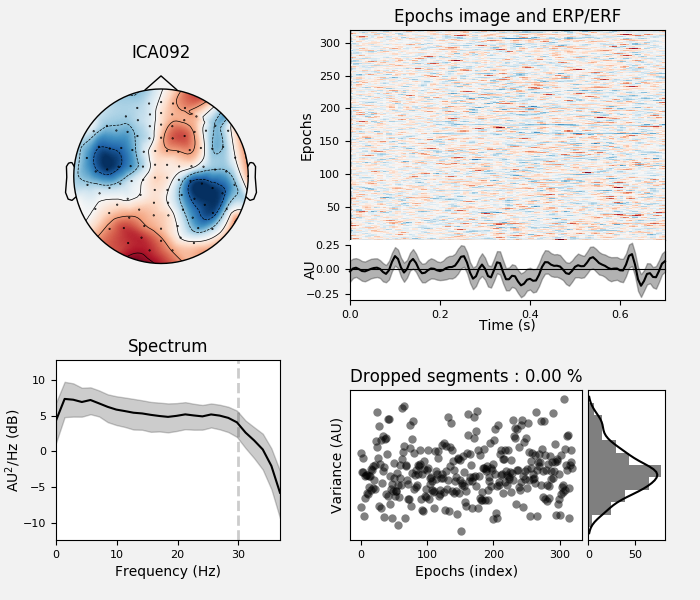 ICA092
Epochs image and ERP/ERF
300
250
200
150
100
50
Epochs
0.25
0.00
−0.25
AU
0.0 0.2 0.4 0.6
Time (s)
Spectrum
10
5
0
−5
−10
AU²/Hz (dB)
0 10 20 30
Frequency (Hz)
Dropped segments : 0.00 %
Variance (AU)
0 100 200 300
Epochs (index)
0 50